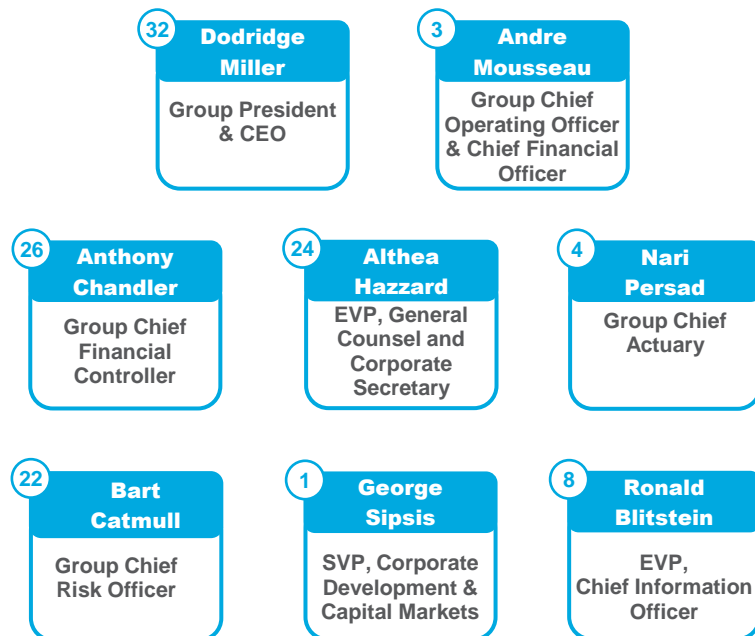 32
Dodridge
Miller
Group President
& CEO
3
Andre
Mousseau
Group Chief
Operating Officer
& Chief Financial
Officer
26
Anthony
Chandler
Group Chief
Financial
Controller
24
Althea
Hazzard
EVP, General
Counsel and
Corporate
Secretary
4
Nari
Persad
Group Chief
Actuary
22
Bart
Catmull
Group Chief
Risk Officer
1
George
Sipsis
SVP, Corporate
Development &
Capital Markets
8
Ronald
Blitstein
EVP,
Chief Information
Officer